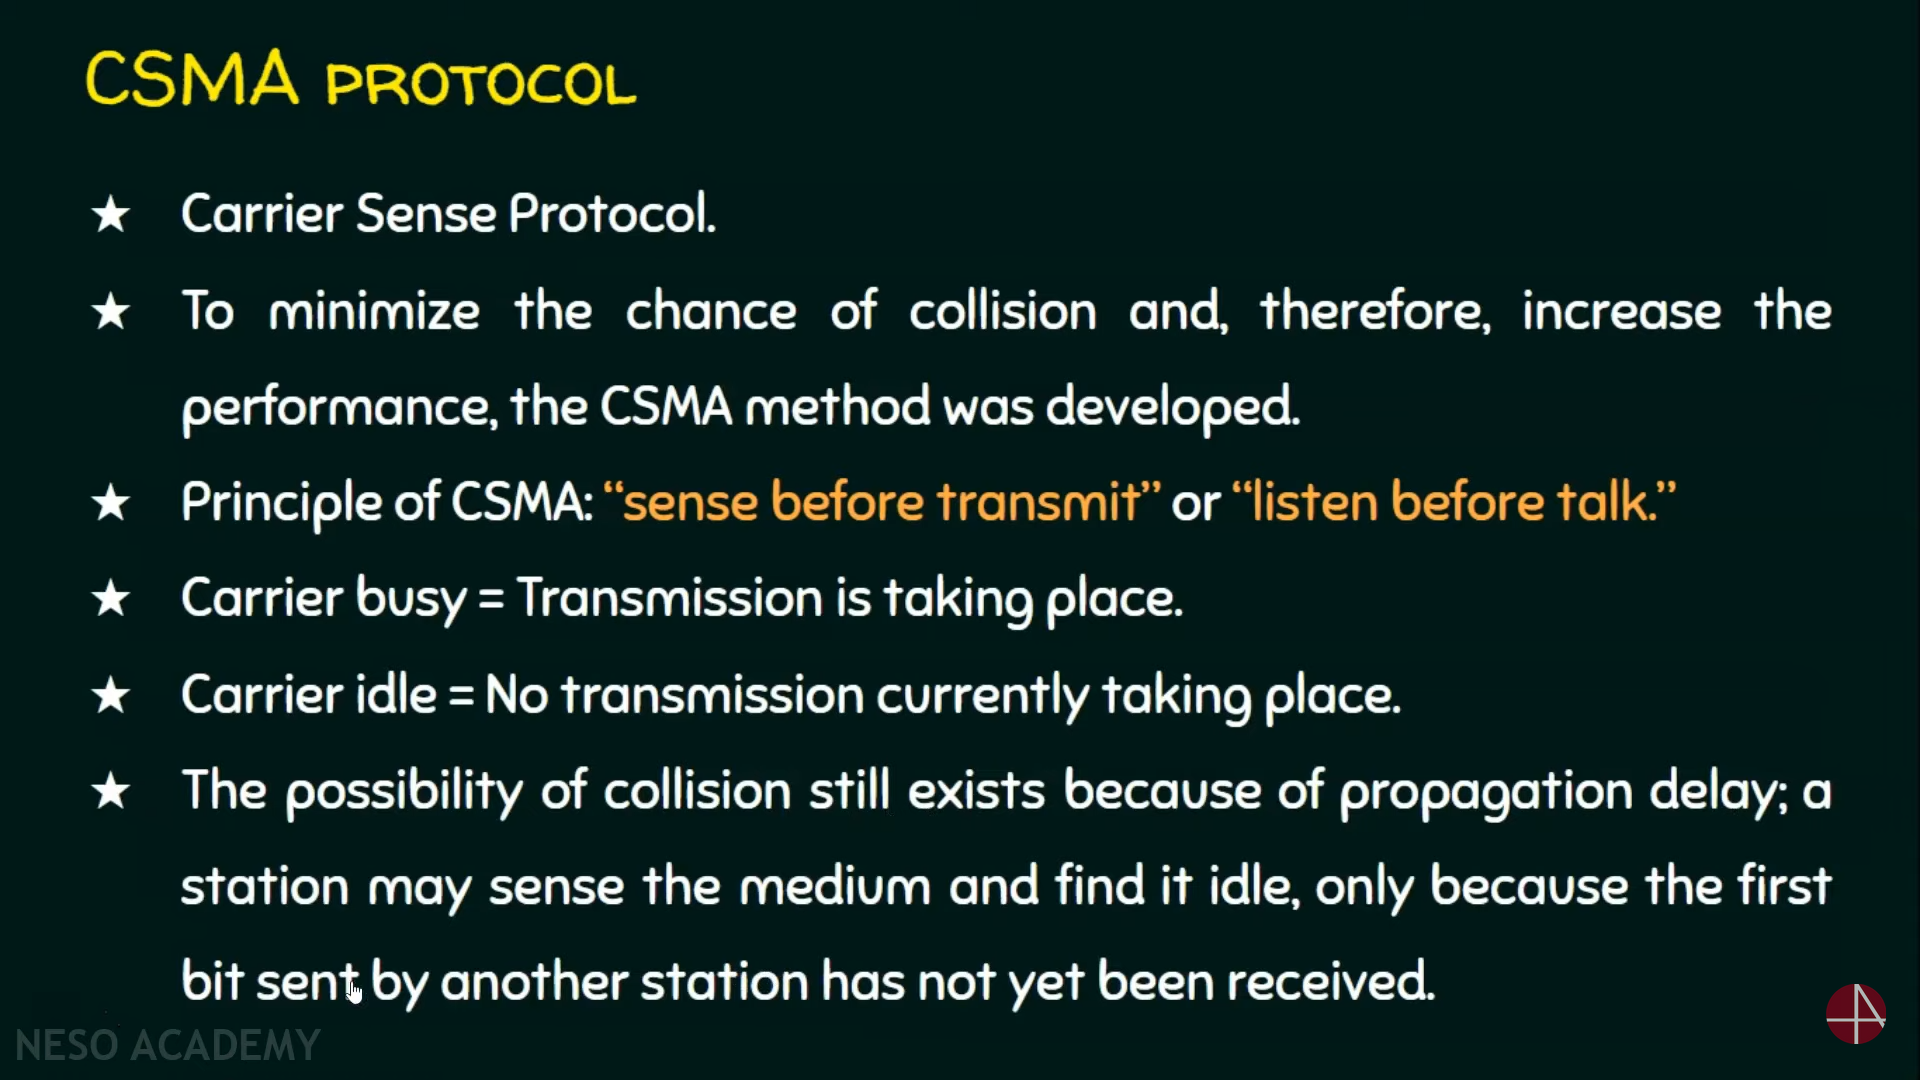 CSMA PROTOCOL
★ Carrier Sense Protocol.
★ To minimize the chance of collision and, therefore, increase the
performance, the CSMA method was developed.
★ Principle of CSMA: “sense before transmit” or “listen before talk.”
★ Carrier busy = Transmission is taking place.
★ Carrier idle = No transmission currently taking place.
★ The possibility of collision still exists because of propagation delay; a
station may sense the medium and find it idle, only because the first
bit sent by another station has not yet been received.
NESO ACADEMY